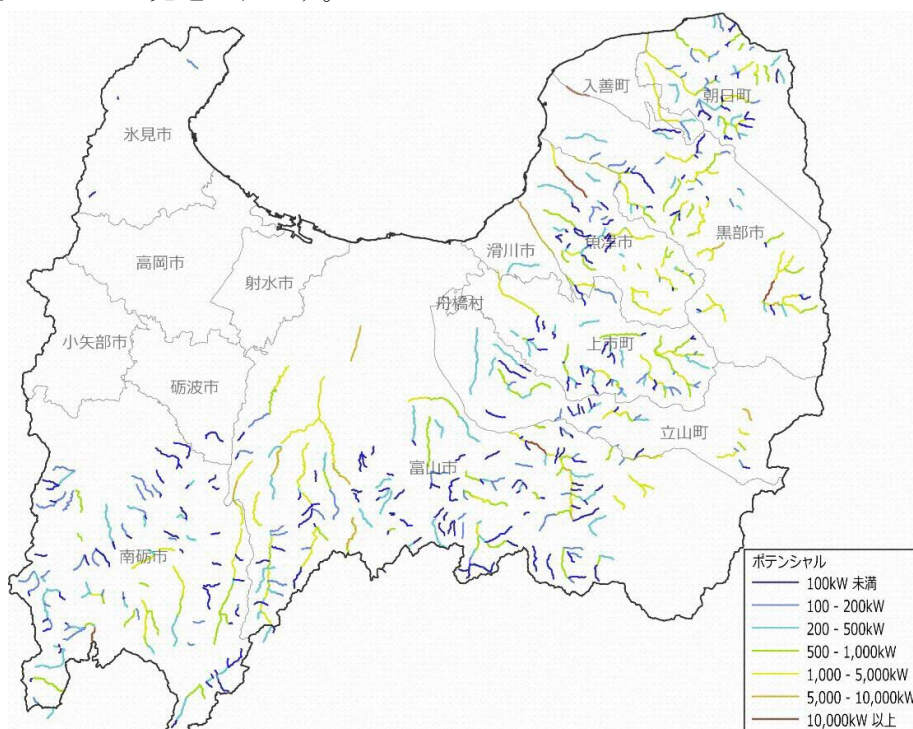 入善町
朝日町
氷見市
黒部市
魚津市
滑川市
高岡市
射水市
舟橋村
小矢部市
上市町
砺波市
立山町
富山市
南砺市
ポテンシャル
100kW 未満
100 - 200kW
200 - 500kW
500 - 1,000kW
1,000 - 5,000kW
5,000 - 10,000kW
10,000kW 以上